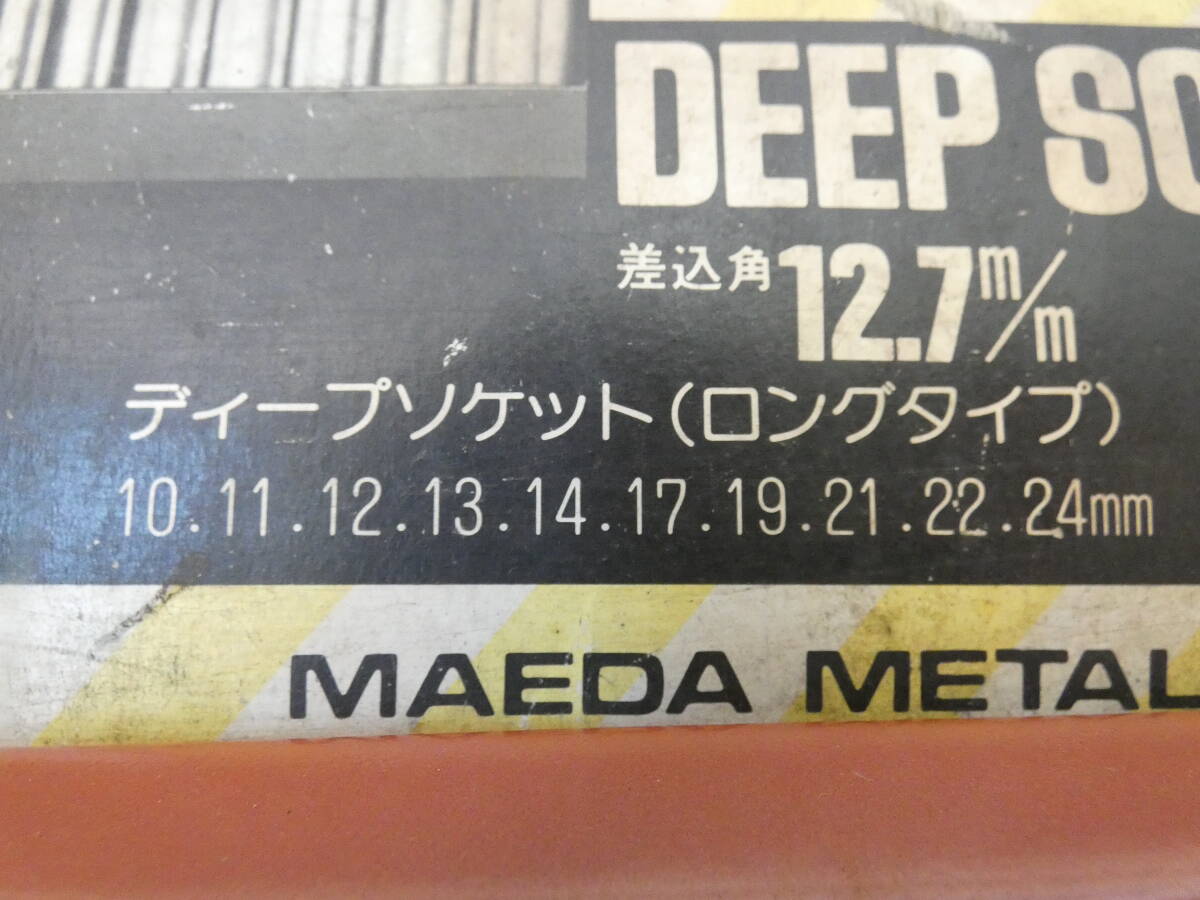 DEEP
差込角12.7m/m
ディープソケット(ロングタイプ)
10.11.12.13.14.17.19.21.22.24mm
MAEDA METAL